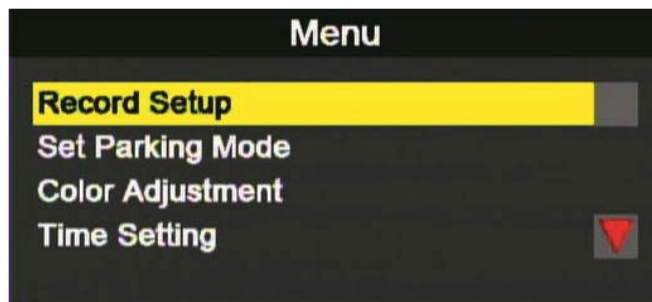 Menu
Record Setup
Set Parking Mode
Color Adjustment
Time Setting